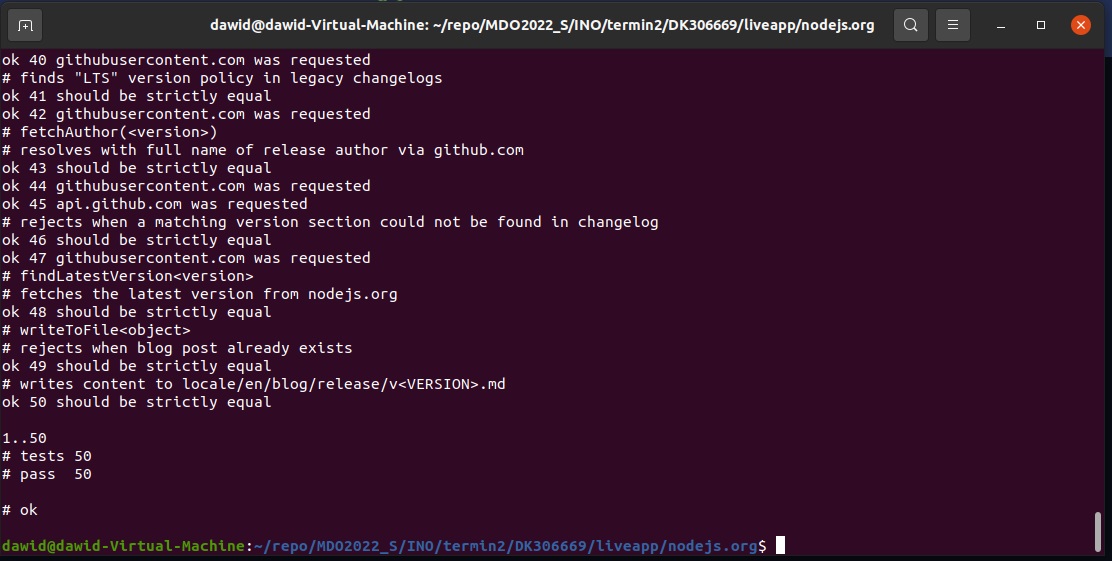 dawid@dawid-Virtual-Machine: ~/repo/MDO2022_S/INO/termin2/DK306669/liveapp/nodejs.org
ok 40 githubusercontent.com was requested
# finds "LTS" version policy in legacy changelogs
ok 41 should be strictly equal
ok 42 githubusercontent.com was requested
# fetchAuthor(<version>)
# resolves with full name of release author via github.com
ok 43 should be strictly equal
ok 44 githubusercontent.com was requested
ok 45 api.github.com was requested
# rejects when a matching version section could not be found in changelog
ok 46 should be strictly equal
ok 47 githubusercontent.com was requested
# findLatestVersion<version>
# fetches the latest version from nodejs.org
ok 48 should be strictly equal
# writeToFile<object>
# rejects when blog post already exists
ok 49 should be strictly equal
# writes content to locale/en/blog/release/v<VERSION>.md
ok 50 should be strictly equal
1..50
# tests 50
# pass  50
# ok
dawid@dawid-Virtual-Machine:~/repo/MDO2022_S/INO/termin2/DK306669/liveapp/nodejs.org$